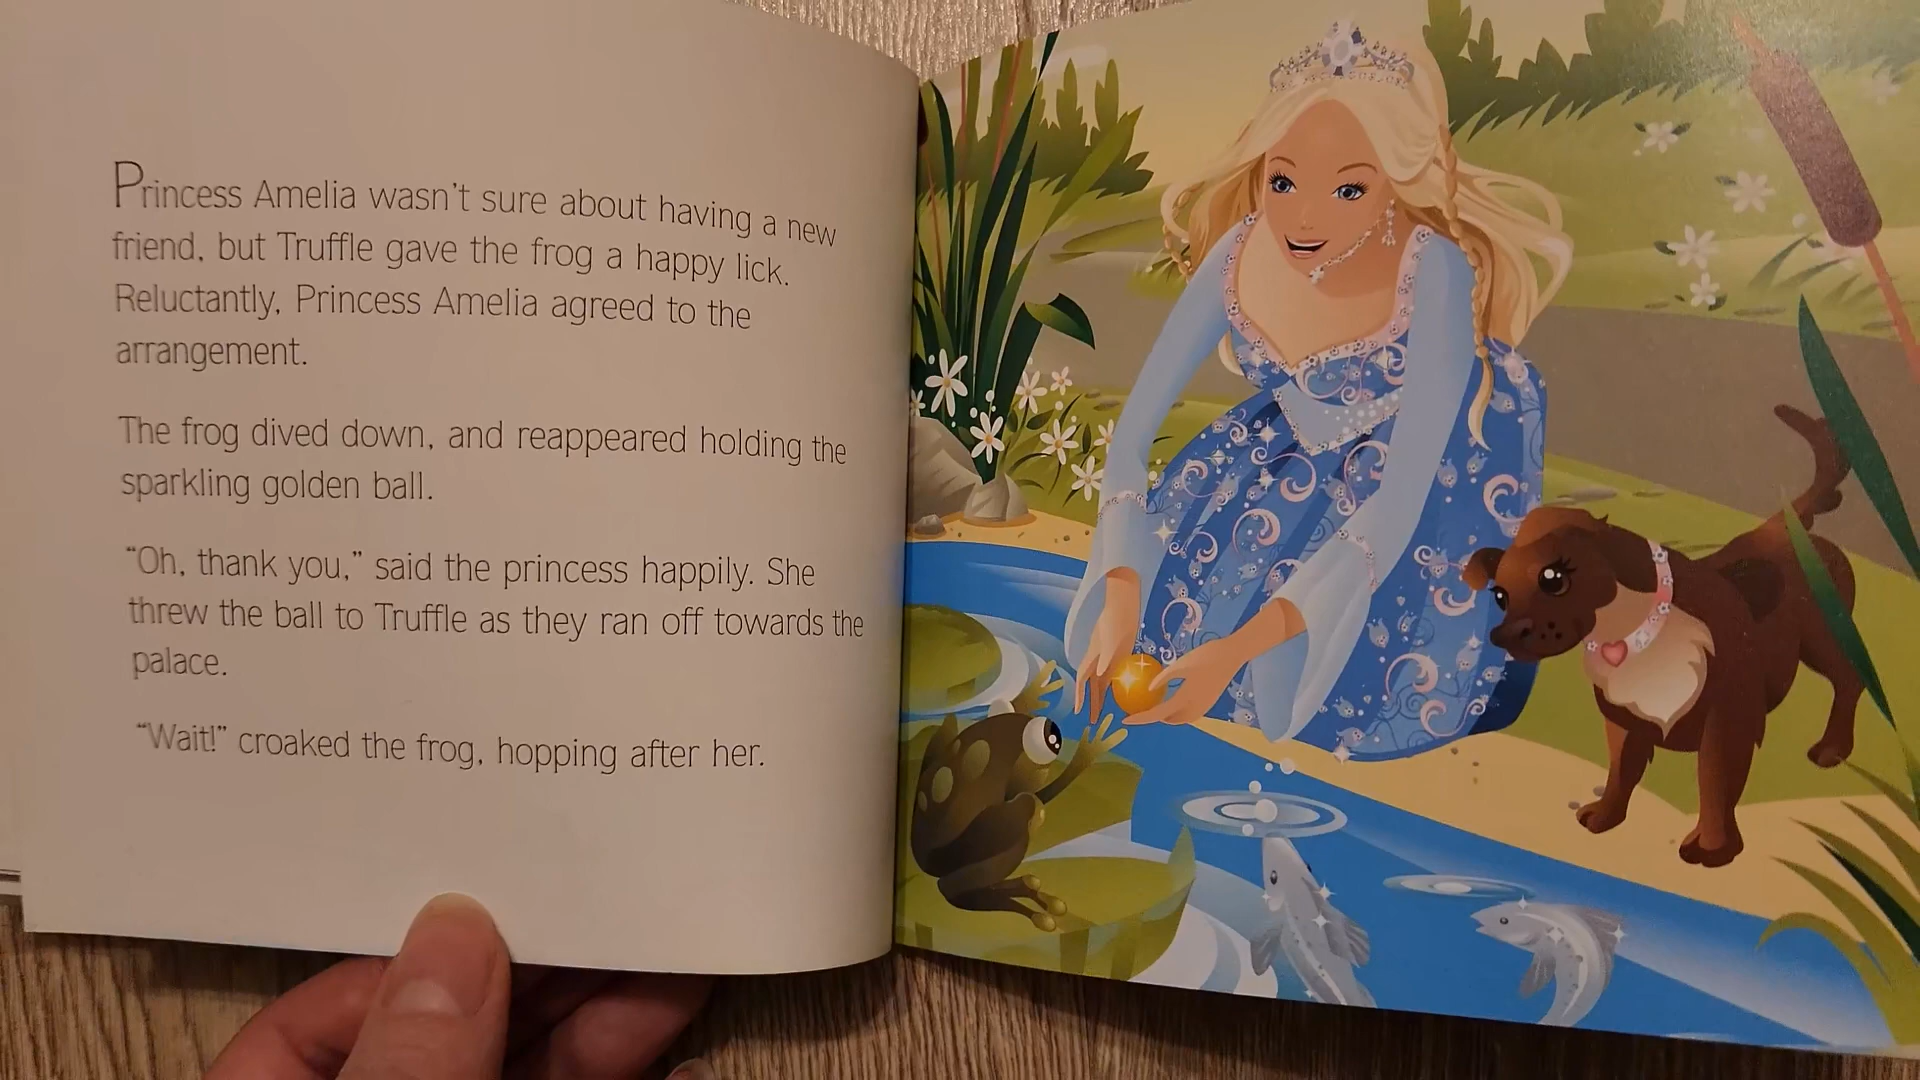 Princess Amelia wasn't sure about having a new
friend, but Truffle gave the frog a happy lick.
Reluctantly, Princess Amelia agreed to the
arrangement.
The frog dived down, and reappeared holding the
sparkling golden ball.
“Oh, thank you,” said the princess happily. She
threw the ball to Truffle as they ran off towards the
palace.
“Wait!” croaked the frog, hopping after her.